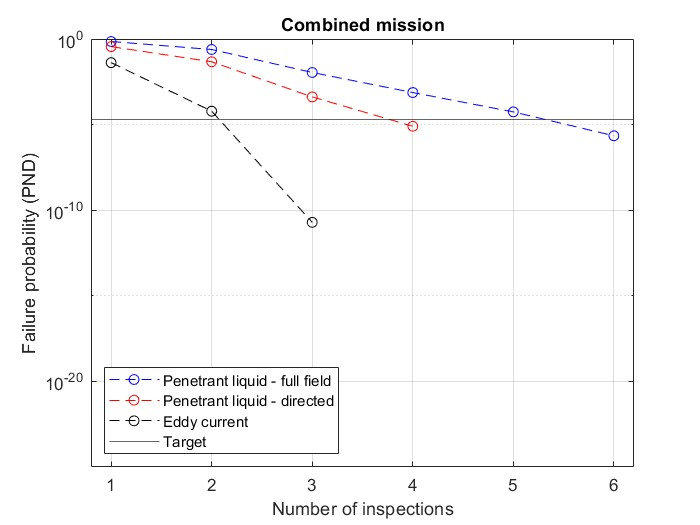 Combined mission
10^0
10^-10
10^-20
Failure probability (PND)
Penetrant liquid - full field
Penetrant liquid - directed
Eddy current
Target
1 2 3 4 5 6
Number of inspections